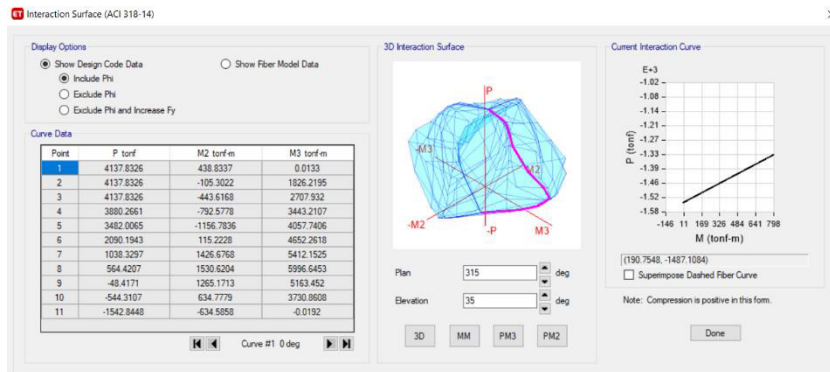 ET Interaction Surface (ACI 318-14)
Display Options
Show Design Code Data
Show Fiber Model Data
Include Phi
Exclude Phi
Exclude Phi and Increase Fy
Curve Data
Point P tonf M2 tonf-m M3 tonf-m
1 4137.8326 438.8337 0.0133
2 4137.8326 -105.3022 1826.2195
3 4137.8326 -443.6168 2707.932
4 3880.2661 -792.5778 3443.2107
5 3482.0065 -1156.7836 4057.7406
6 2090.1943 115.2228 4652.2618
7 1038.3297 1426.6768 5412.1525
8 564.4207 1530.6204 5996.6453
9 -48.4171 1265.1713 5163.452
10 -544.3107 634.7779 3730.8608
11 -1542.8448 -634.5858 -0.0192
Curve #1 0 deg
3D Interaction Surface
P
-M3
M2
-M2
-P
M3
Plan 315 deg
Elevation 35 deg
3D MM PM3 PM2
Current Interaction Curve
E+3
-1.02
-1.08
-1.14
-1.21
-1.27
-1.33
-1.39
-1.46
-1.52
-1.58
P (tonf)
-146 11 169 326 484 641 798
M (tonf-m)
(190.7548, -1487.1084)
Superimpose Dashed Fiber Curve
Note: Compression is positive in this form.
Done